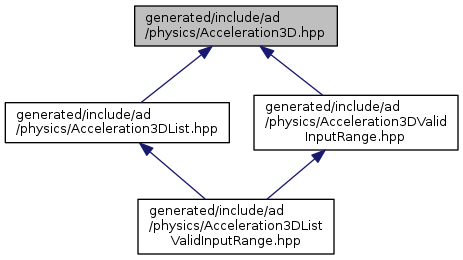 generated/include/ad
/physics/Acceleration3D.hpp
generated/include/ad
/physics/Acceleration3DList.hpp
generated/include/ad
/physics/Acceleration3DValid
InputRange.hpp
generated/include/ad
/physics/Acceleration3DList
ValidInputRange.hpp